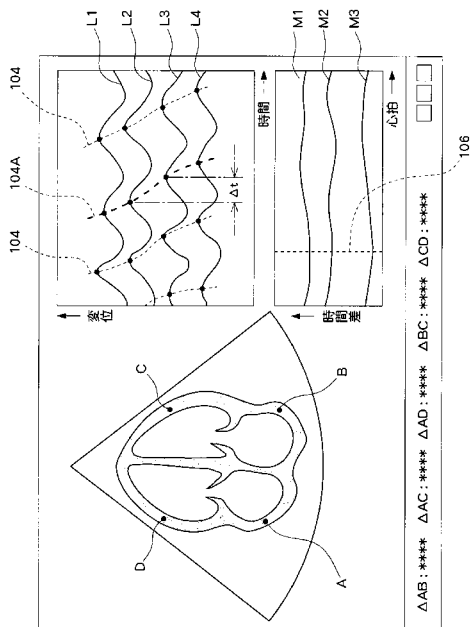 104
104A
104
L1
L2
L3
L4
変位
Δt
時間
M1
M2
M3
時間差
心拍
106
C
D
B
A
ΔAB：**** ΔAC：**** ΔAD：**** ΔBC：**** ΔCD：****